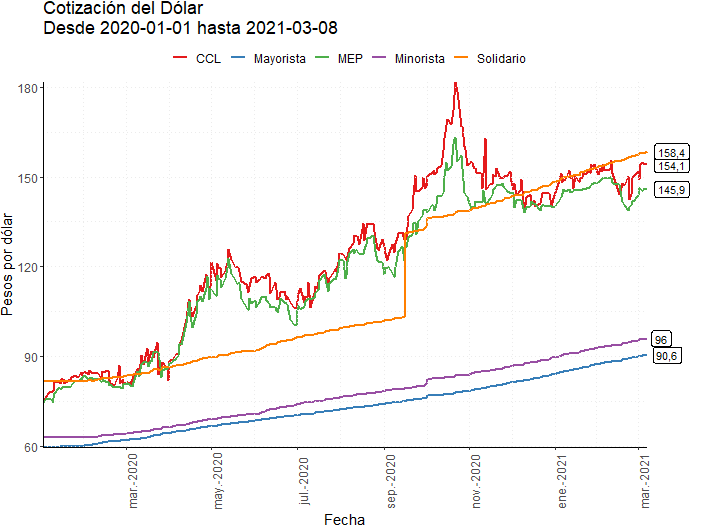 Cotización del Dólar
Desde 2020-01-01 hasta 2021-03-08
CCL Mayorista MEP Minorista Solidario
Pesos por dólar
180
150
120
90
60
158,4
154,1
145,9
96
90,6
mar.-2020 may.-2020 jul.-2020 sep.-2020 nov.-2020 ene.-2021 mar.-2021
Fecha